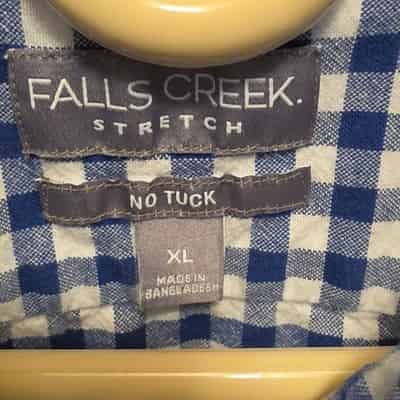 FALLS CREEK.
STRETCH
NO TUCK
XL
MADE IN
BANGLADESH